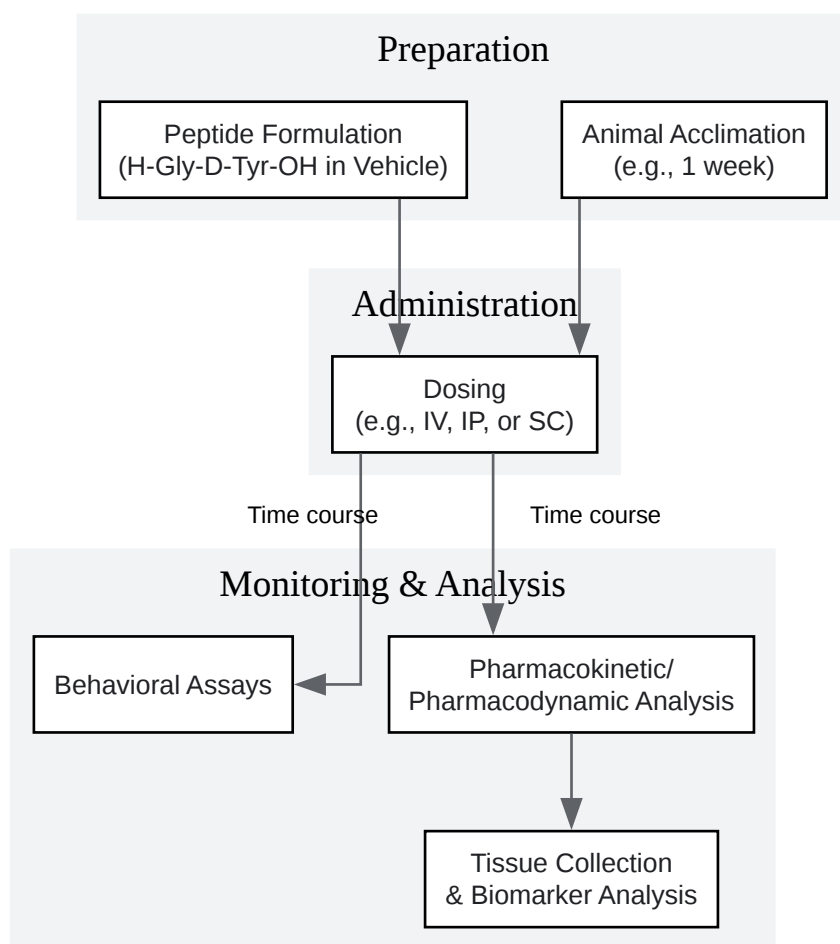 Preparation
Peptide Formulation
(H-Gly-D-Tyr-OH in Vehicle)
Animal Acclimation
(e.g., 1 week)
Administration
Dosing
(e.g., IV, IP, or SC)
Time course
Time course
Monitoring & Analysis
Behavioral Assays
Pharmacokinetic/
Pharmacodynamic Analysis
Tissue Collection
& Biomarker Analysis